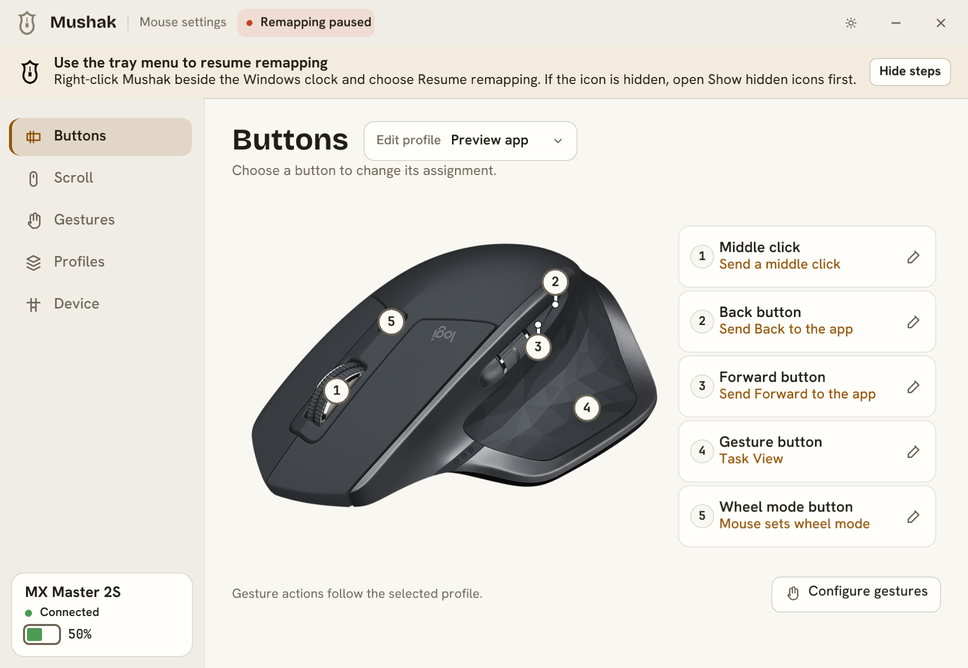 Mushak
Mouse settings
Remapping paused
Use the tray menu to resume remapping
Right-click Mushak beside the Windows clock and choose Resume remapping. If the icon is hidden, open Show hidden icons first.
Hide steps
Buttons
Scroll
Gestures
Profiles
Device
MX Master 2S
Connected
50%
Buttons
Edit profile Preview app
Choose a button to change its assignment.
2
5
logi
3
1
4
1 Middle click
Send a middle click
2 Back button
Send Back to the app
3 Forward button
Send Forward to the app
4 Gesture button
Task View
5 Wheel mode button
Mouse sets wheel mode
Gesture actions follow the selected profile.
Configure gestures